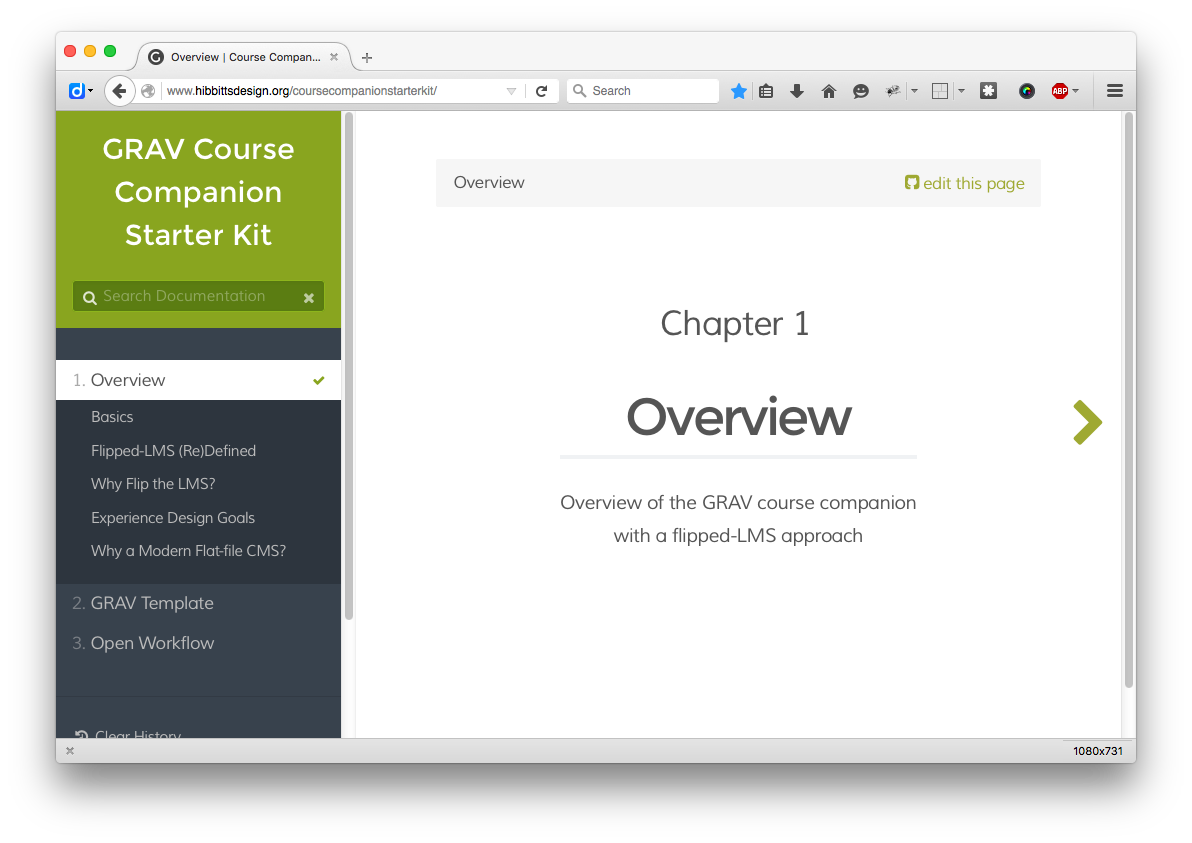 Overview | Course Compan...
www.hibbittsdesign.org/coursecompanionstarterkit/
Search
ABP
GRAV Course
Companion
Starter Kit
Search Documentation
1. Overview
Basics
Flipped-LMS (Re)Defined
Why Flip the LMS?
Experience Design Goals
Why a Modern Flat-file CMS?
2. GRAV Template
3. Open Workflow
Clear History
Overview
edit this page
Chapter 1
Overview
Overview of the GRAV course companion
with a flipped-LMS approach
1080x731